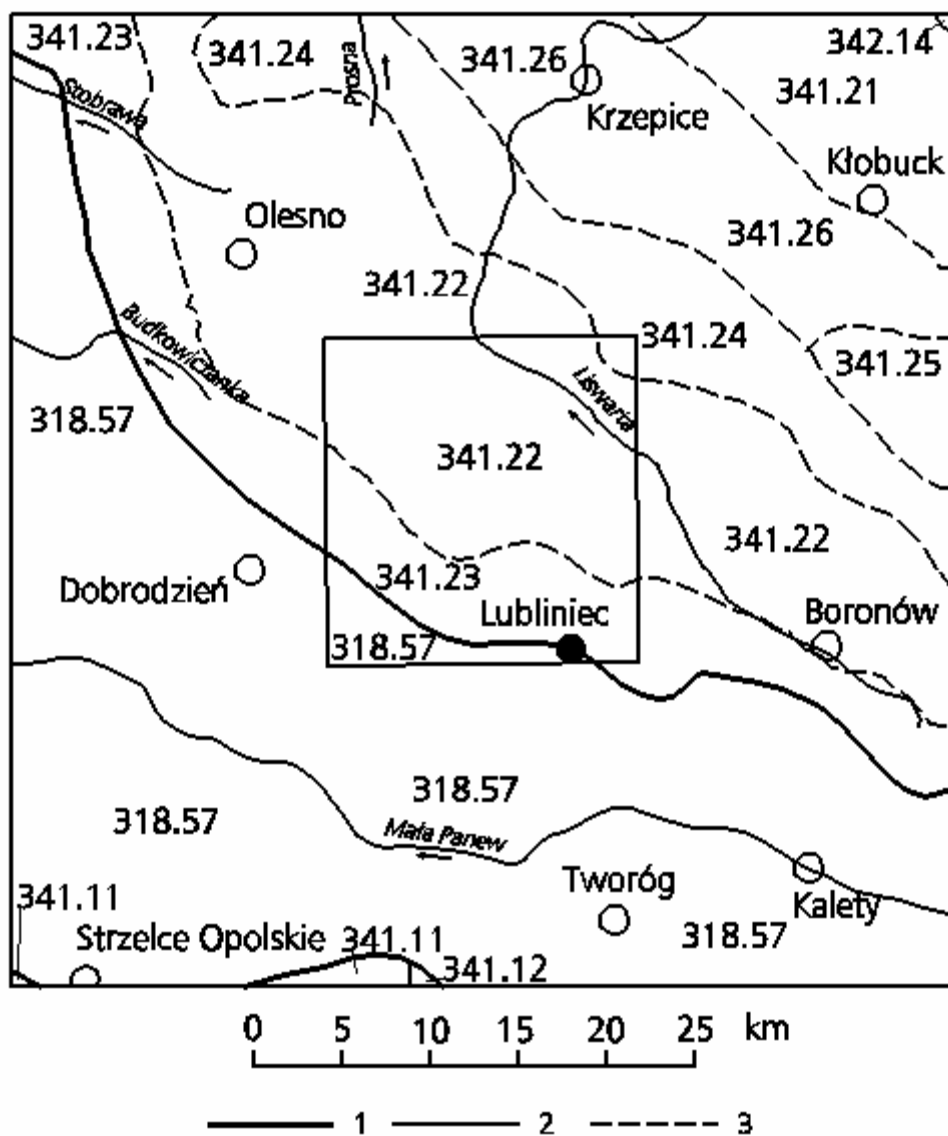 341.23
341.24
Prosna
341.26
342.14
341.21
Stobrawa
Krzepice
Kłobuck
Olesno
341.26
341.22
Budkowiczanka
341.24
341.25
Liswarta
318.57
341.22
341.22
Dobrodzień
341.23
Lubliniec
Boronów
318.57
318.57
318.57
Mała Panew
Tworóg
Kalety
341.11
Strzelce Opolskie
341.11
318.57
341.12
0 5 10 15 20 25 km
1 2 3